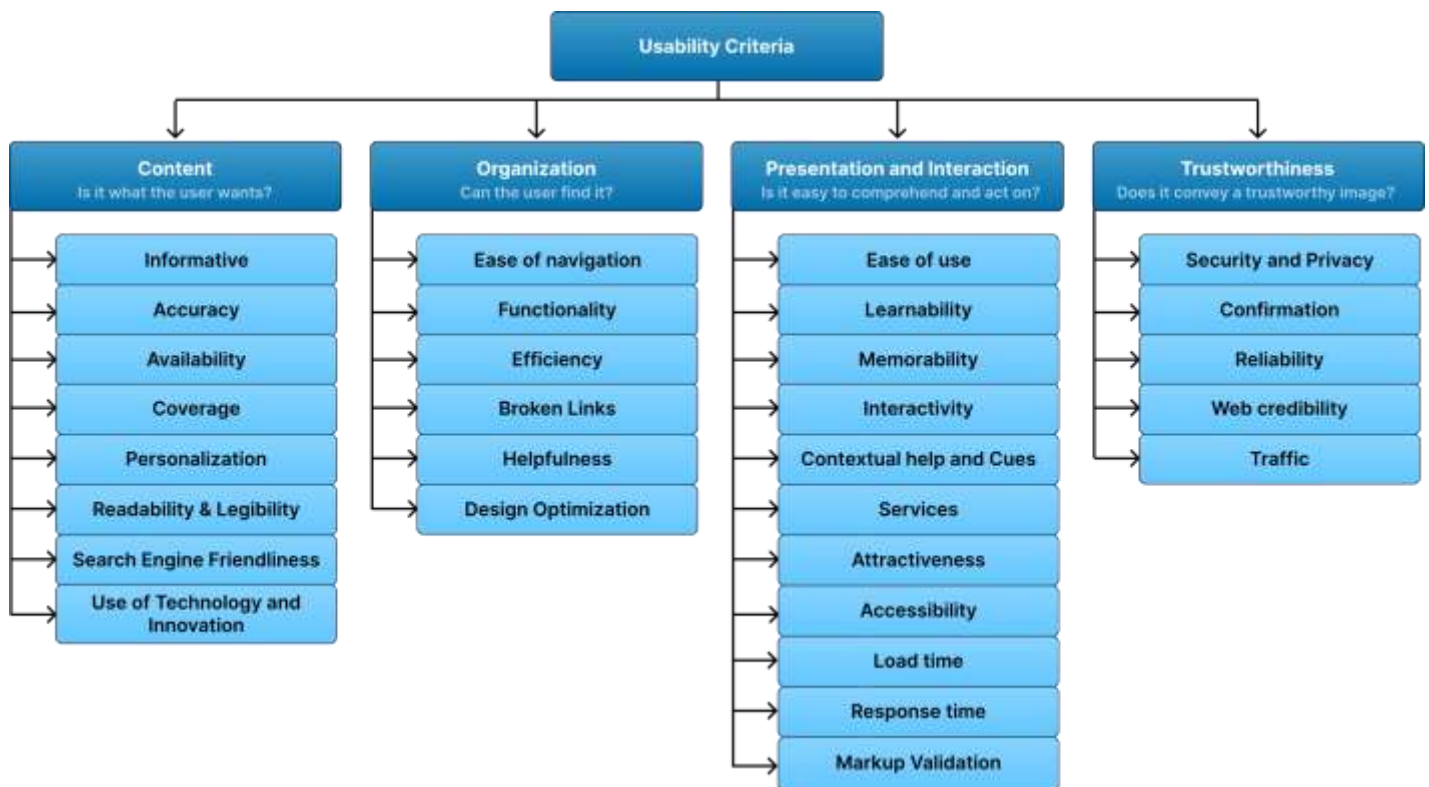 Usability Criteria
Content
Is it what the user wants?
Informative
Accuracy
Availability
Coverage
Personalization
Readability & Legibility
Search Engine Friendliness
Use of Technology and
Innovation
Organization
Can the user find it?
Ease of navigation
Functionality
Efficiency
Broken Links
Helpfulness
Design Optimization
Presentation and Interaction
Is it easy to comprehend and act on?
Ease of use
Learnability
Memorability
Interactivity
Contextual help and Cues
Services
Attractiveness
Accessibility
Load time
Response time
Markup Validation
Trustworthiness
Does it convey a trustworthy image?
Security and Privacy
Confirmation
Reliability
Web credibility
Traffic